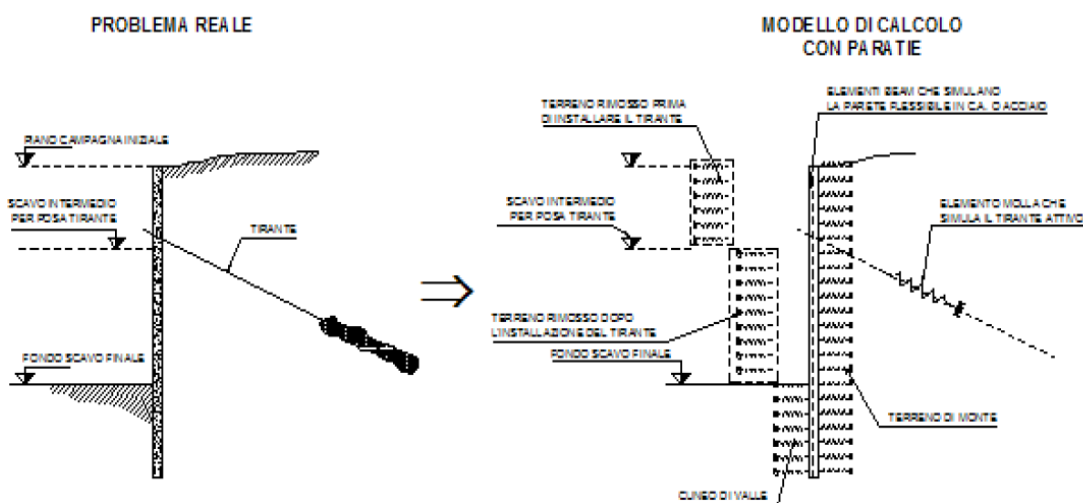 PROBLEMA REALE
PIANO CAMPAGNA INIZIALE
SCAVO INTERMEDIO
PER POSA TIRANTE
TIRANTE
FONDO SCAVO FINALE
MODELLO DI CALCOLO
CON PARATIE
TERRENO RIMOSSO PRIMA
DI INSTALLARE IL TIRANTE
ELEMENTI BEAM CHE SIMULANO
LA PARETE FLESSIBILE IN C.A. O ACCIAIO
SCAVO INTERMEDIO
PER POSA TIRANTE
ELEMENTO MOLLA CHE
SIMULA IL TIRANTE ATTIVO
TERRENO RIMOSSO DOPO
L'INSTALLAZIONE DEL TIRANTE
FONDO SCAVO FINALE
TERRENO DI MONTE
CUNEO DI VALLE